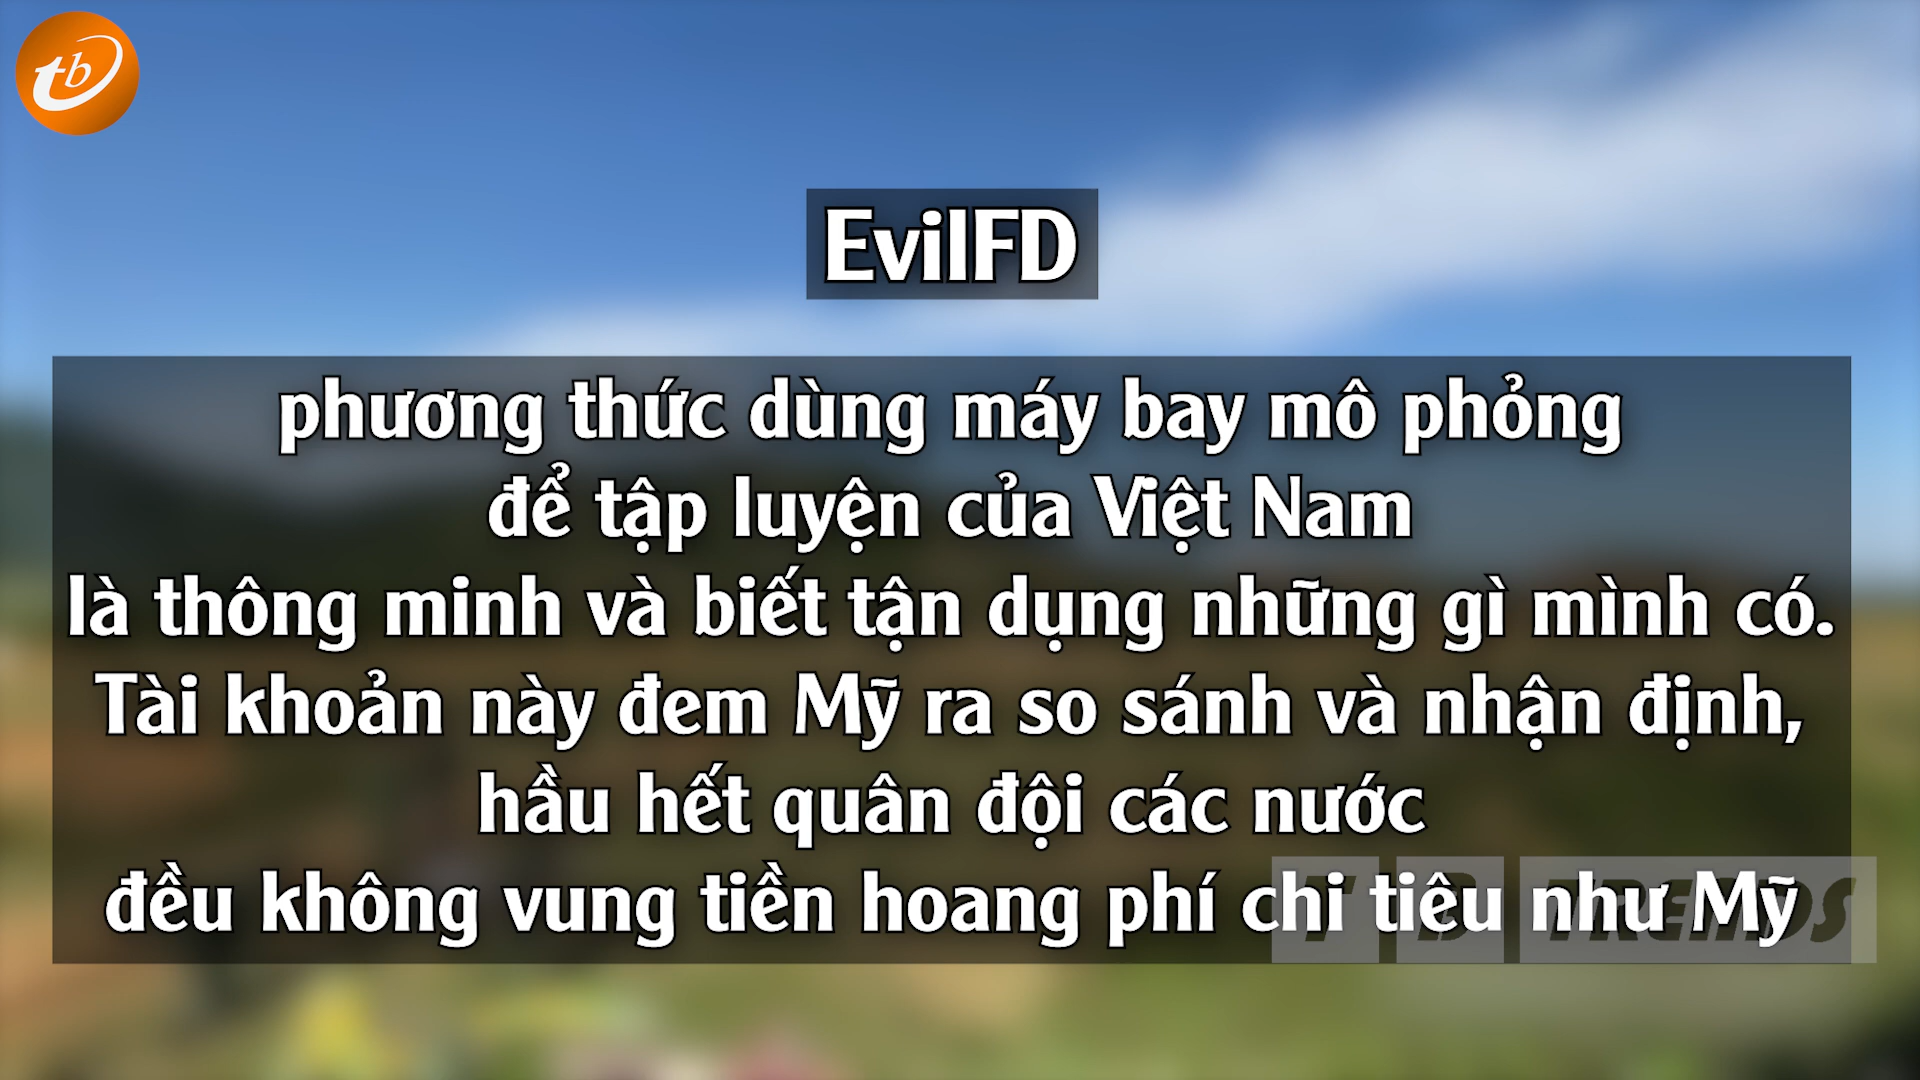 tb
EvilFD
phương thức dùng máy bay mô phỏng
để tập luyện của Việt Nam
là thông minh và biết tận dụng những gì mình có.
Tài khoản này đem Mỹ ra so sánh và nhận định,
hầu hết quân đội các nước
đều không vung tiền hoang phí chi tiêu như Mỹ
T B TRENDS